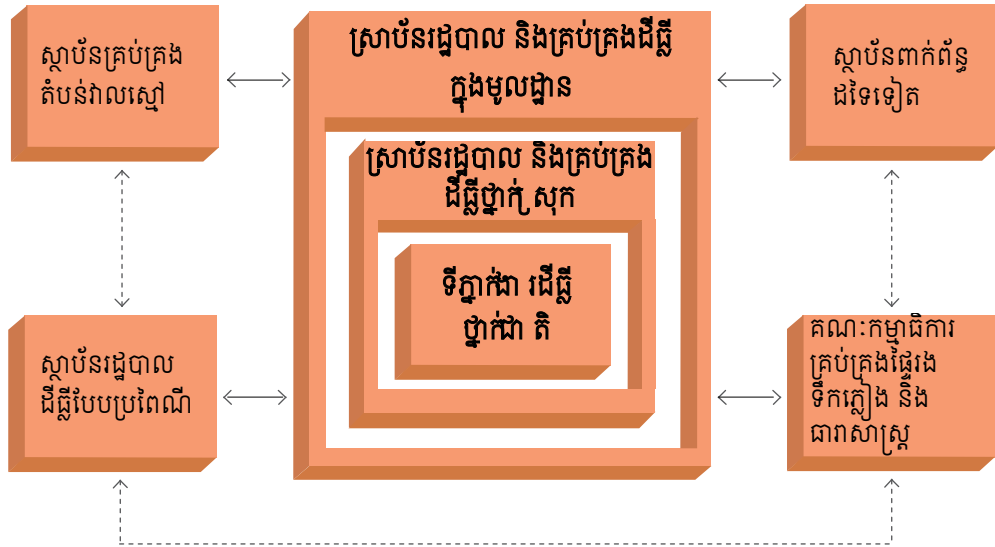 ស្ថាប័នគ្រប់គ្រង
តំបន់វាលស្មៅ
ស្រាប័នរដ្ឋបាល និងគ្រប់គ្រងដីធ្លី
ក្នុងមូលដ្ឋាន
ស្ថាប័នពាក់ព័ន្ធ
ដទៃទៀត
ស្រាប័នរដ្ឋបាល និងគ្រប់គ្រង
ដីធ្លីថ្នាក់ ស្រុក
ទីភ្នាក់ងា រដីធ្លី
ថ្នាក់ជា តិ
ស្ថាប័នរដ្ឋបាល
ដីធ្លីបែបប្រពៃណី
គណៈកម្មាធិការ
គ្រប់គ្រងផ្ទៃរង
ទឹកភ្លៀង និង
ធារាសាស្ត្រ